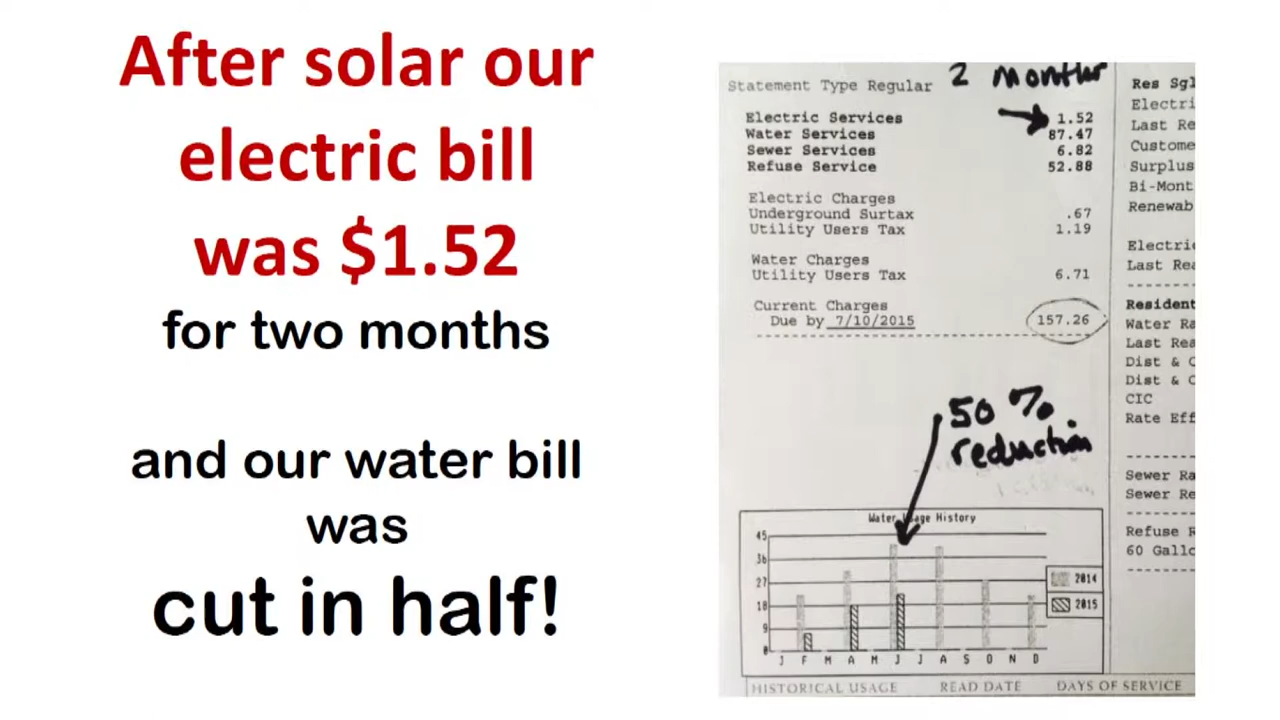 After solar our
electric bill
was $1.52
for two months
and our water bill
was
cut in half!
2 months
Statement Type Regular
Electric Services 1.52
Water Services 87.47
Sewer Services 6.82
Refuse Service 52.88
Electric Charges
Underground Surtax .67
Utility Users Tax 1.19
Water Charges
Utility Users Tax 6.71
Current Charges
Due by 7/10/2015 157.26
50 %
reduction
Water Usage History
45
36
27
18
9
0
J F M A M J J A S O N D
2014
2015
HISTORICAL USAGE READ DATE DAYS OF SERVICE
Res Sgl
Electri
Last Re
Custome
Surplus
Bi-Mont
Renewab
Electric
Last Rea
Resident
Water Ra
Last Rea
Dist & C
Dist & C
CIC
Rate Eff
Sewer Ra
Sewer Re
Refuse R
60 Gallo